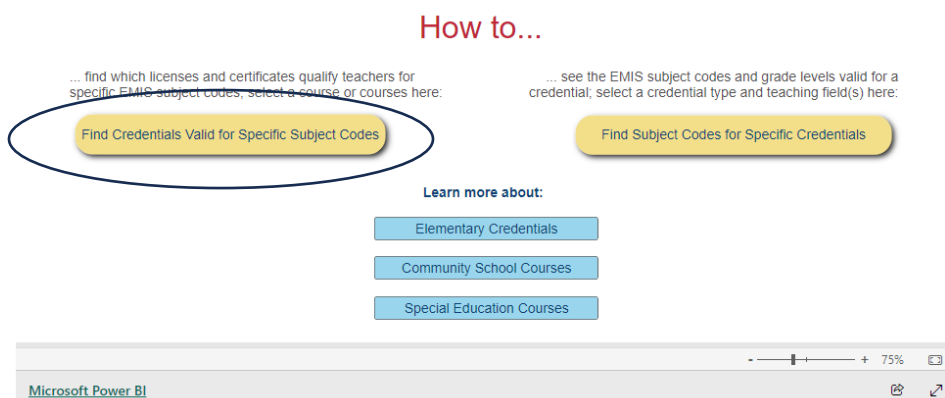 How to...
... find which licenses and certificates qualify teachers for
specific EMIS subject codes; select a course or courses here:
Find Credentials Valid for Specific Subject Codes
... see the EMIS subject codes and grade levels valid for a
credential; select a credential type and teaching field(s) here:
Find Subject Codes for Specific Credentials
Learn more about:
Elementary Credentials
Community School Courses
Special Education Courses
- + 75%
Microsoft Power BI